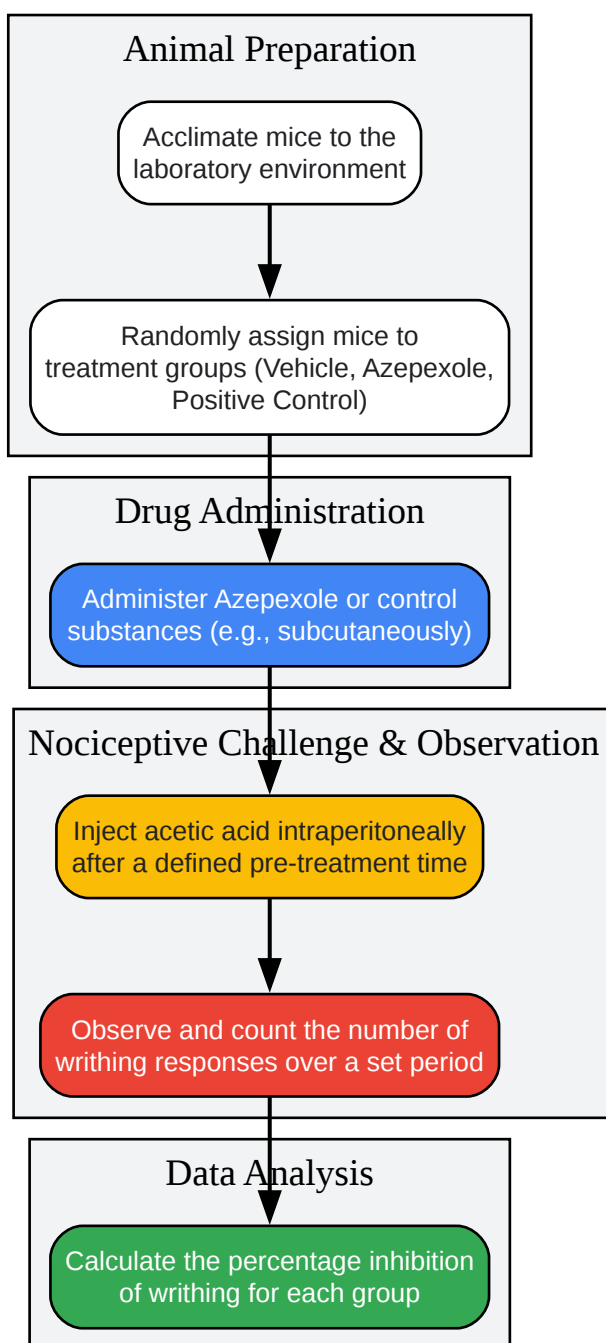 Animal Preparation
Acclimate mice to the
laboratory environment
Randomly assign mice to
treatment groups (Vehicle, Azepexole,
Positive Control)
Drug Administration
Administer Azepexole or control
substances (e.g., subcutaneously)
Nociceptive Challenge & Observation
Inject acetic acid intraperitoneally
after a defined pre-treatment time
Observe and count the number of
writhing responses over a set period
Data Analysis
Calculate the percentage inhibition
of writhing for each group